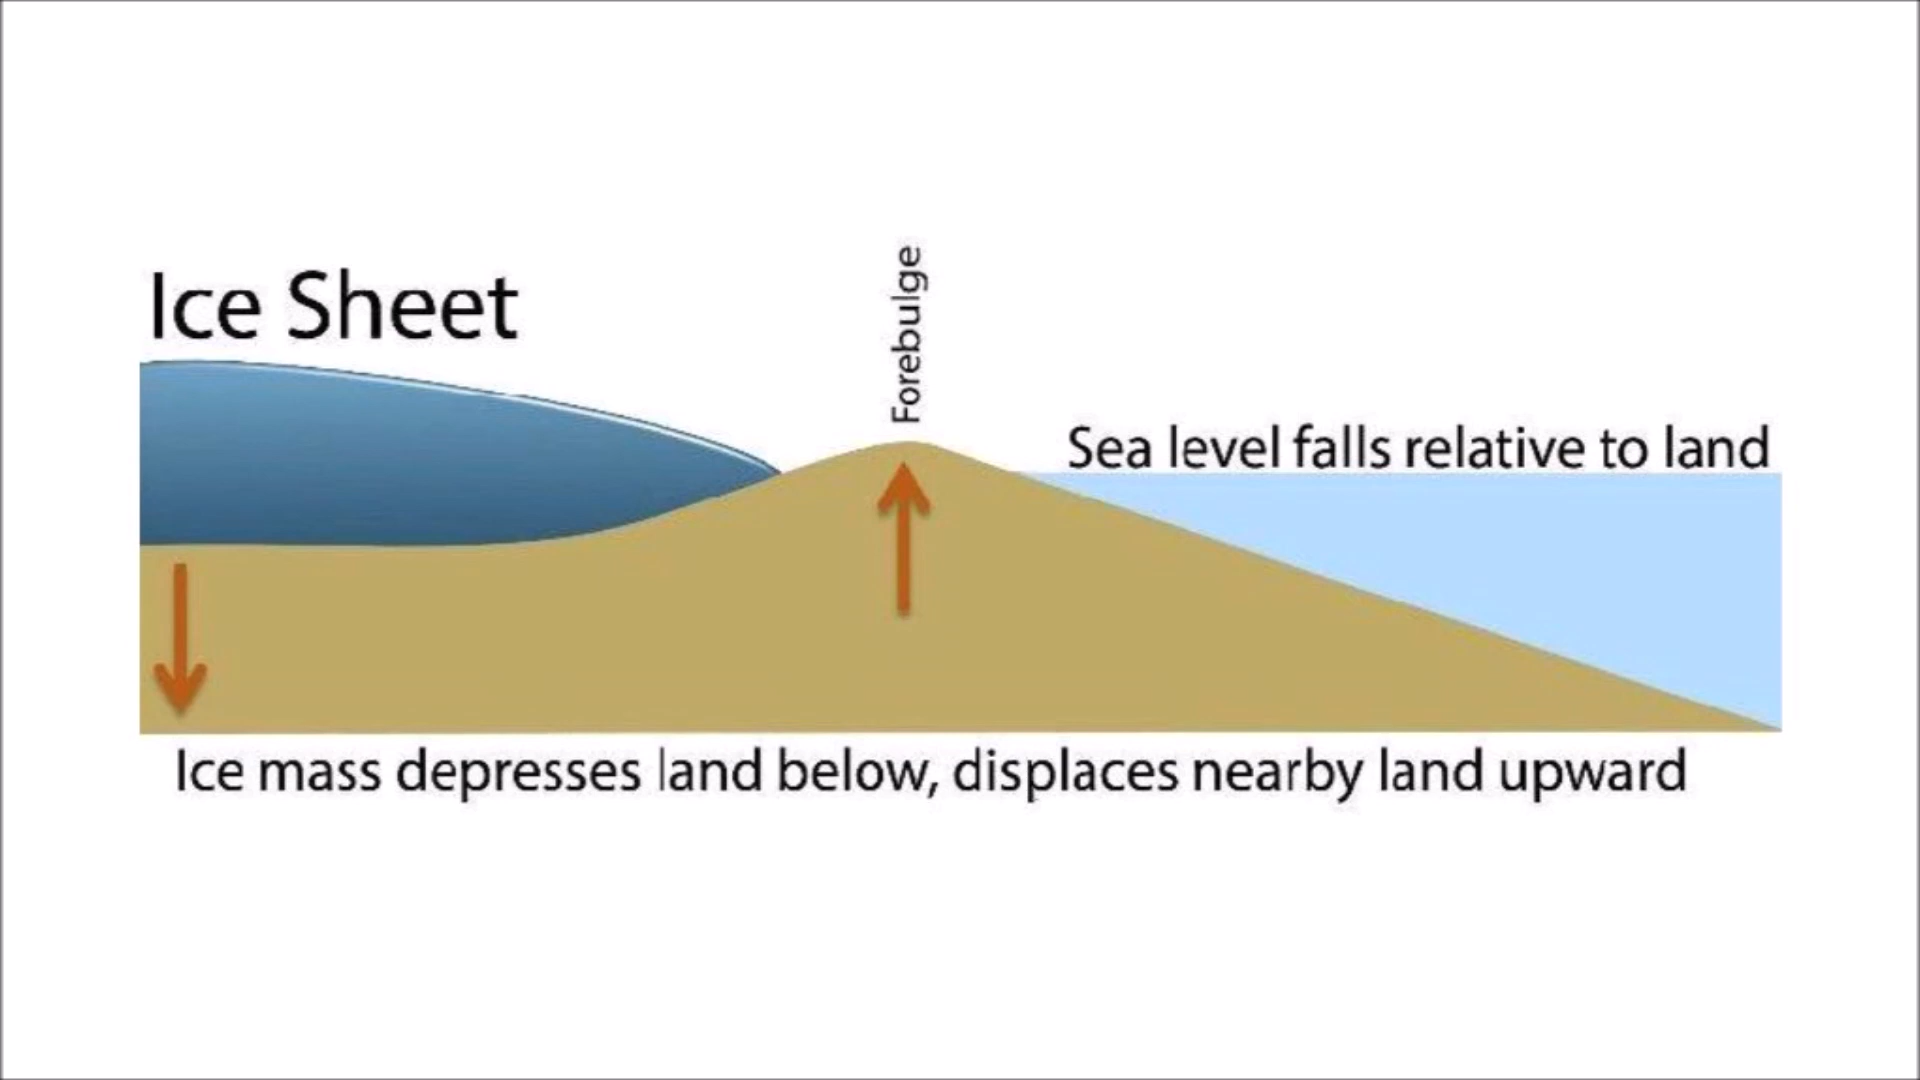 Ice Sheet
Forebulge
Sea level falls relative to land
Ice mass depresses land below, displaces nearby land upward